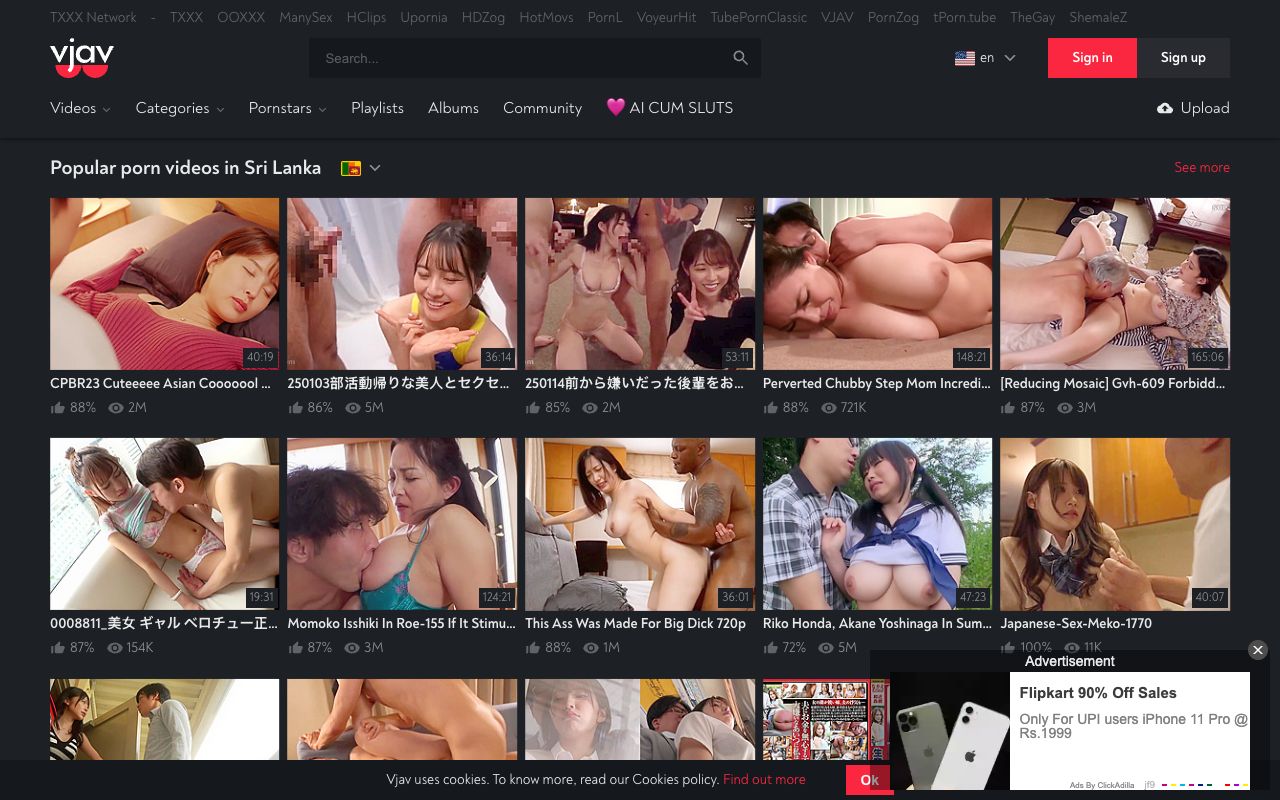 TXXX Network - TXXX OOXXX ManySex HClips Upornia HDZog HotMovs PornL VoyeurHit TubePornClassic VJAV PornZog tPorn.tube TheGay ShemaleZ
vjav
Search...
en
Sign in
Sign up
Videos Categories Pornstars Playlists Albums Community AI CUM SLUTS
Upload
Popular porn videos in Sri Lanka
See more
40:19
36:14
53:11
148:21
165:06
CPBR23 Cuteeeee Asian Cooooool ...
250103部活動帰りな美人とセクセ...
250114前から嫌いだった後輩をお...
Perverted Chubby Step Mom Incredi...
[Reducing Mosaic] Gvh-609 Forbidd...
88% 2M
86% 5M
85% 2M
88% 721K
87% 3M
19:31
124:21
36:01
47:23
40:07
0008811_美女 ギャル ベロチュー正...
Momoko Isshiki In Roe-155 If It Stimu...
This Ass Was Made For Big Dick 720p
Riko Honda, Akane Yoshinaga In Sum...
Japanese-Sex-Meko-1770
87% 154K
87% 3M
88% 1M
72% 5M
100% 11K
Advertisement
Flipkart 90% Off Sales
Only For UPI users iPhone 11 Pro @
Rs.1999
Ads By ClickAdilla jf9
Vjav uses cookies. To know more, read our Cookies policy. Find out more
Ok